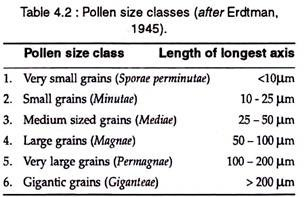 Table 4.2 : Pollen size classes (after Erdtman,
1945).
Pollen size class Length of longest axis
1. Very small grains (Sporae perminutae) <10µm
2. Small grains (Minutae) 10 - 25 µm
3. Medium sized grains (Mediae) 25 – 50 µm
4. Large grains (Magnae) 50 – 100 µm
5. Very large grains (Permagnae) 100 – 200 µm
6. Gigantic grains (Giganteae) > 200 µm